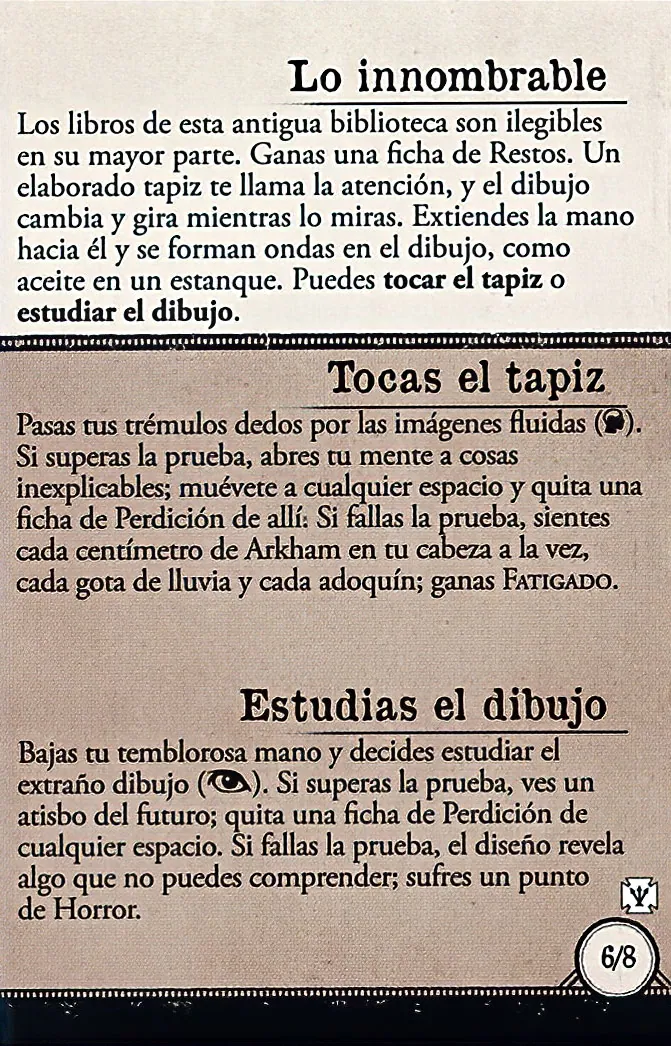 Lo innombrable
Los libros de esta antigua biblioteca son ilegibles
en su mayor parte. Ganas una ficha de Restos. Un
elaborado tapiz te llama la atención, y el dibujo
cambia y gira mientras lo miras. Extiendes la mano
hacia él y se forman ondas en el dibujo, como
aceite en un estanque. Puedes tocar el tapiz o
estudiar el dibujo.
Tocas el tapiz
Pasas tus trémulos dedos por las imágenes fluidas ( ).
Si superas la prueba, abres tu mente a cosas
inexplicables; muévete a cualquier espacio y quita una
ficha de Perdición de allí. Si fallas la prueba, sientes
cada centímetro de Arkham en tu cabeza a la vez,
cada gota de lluvia y cada adoquín; ganas FATIGADO.
Estudias el dibujo
Bajas tu temblorosa mano y decides estudiar el
extraño dibujo ( ). Si superas la prueba, ves un
atisbo del futuro; quita una ficha de Perdición de
cualquier espacio. Si fallas la prueba, el diseño revela
algo que no puedes comprender; sufres un punto
de Horror.
6/8